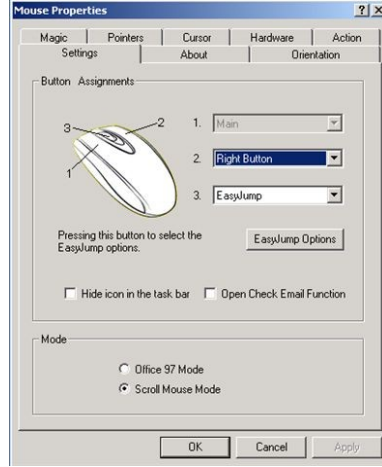 Mouse Properties
Magic Pointers Cursor Hardware Action
Settings About Orientation
Button Assignments
3 2
1
1. Main
2. Right Button
3. EasyJump
Pressing this button to select the
EasyJump options.
EasyJump Options
Hide icon in the task bar Open Check Email Function
Mode
Office 97 Mode
Scroll Mouse Mode
OK Cancel Apply